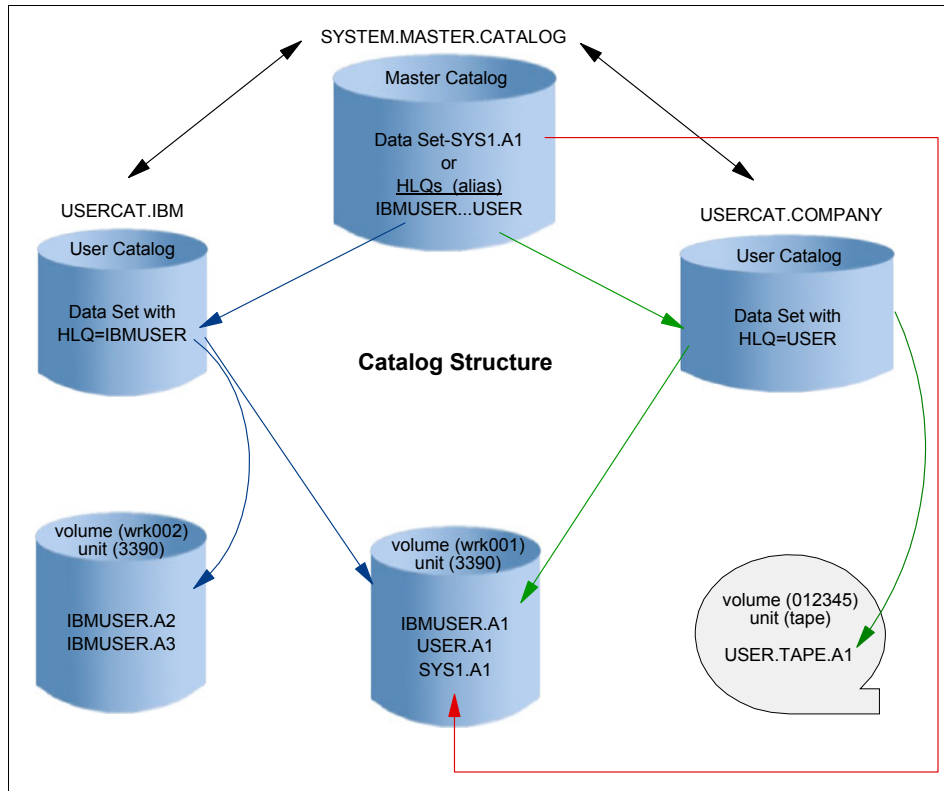 SYSTEM.MASTER.CATALOG
Master Catalog
Data Set-SYS1.A1
or
HLQs (alias)
IBMUSER...USER
USERCAT.IBM
User Catalog
Data Set with
HLQ=IBMUSER
USERCAT.COMPANY
User Catalog
Data Set with
HLQ=USER
Catalog Structure
volume (wrk002)
unit (3390)
IBMUSER.A2
IBMUSER.A3
volume (wrk001)
unit (3390)
IBMUSER.A1
USER.A1
SYS1.A1
volume (012345)
unit (tape)
USER.TAPE.A1